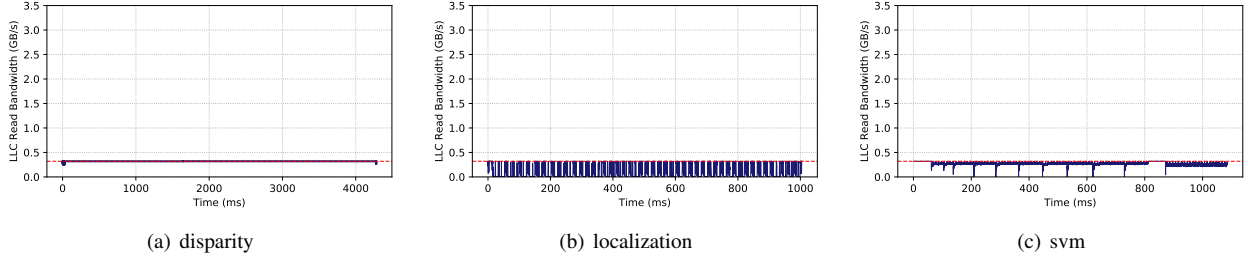 LLC Read Bandwidth (GB/s)
3.5
3.0
2.5
2.0
1.5
1.0
0.5
0.0
0 1000 2000 3000 4000
Time (ms)
(a) disparity
LLC Read Bandwidth (GB/s)
3.5
3.0
2.5
2.0
1.5
1.0
0.5
0.0
0 200 400 600 800 1000
Time (ms)
(b) localization
LLC Read Bandwidth (GB/s)
3.5
3.0
2.5
2.0
1.5
1.0
0.5
0.0
0 200 400 600 800 1000
Time (ms)
(c) svm